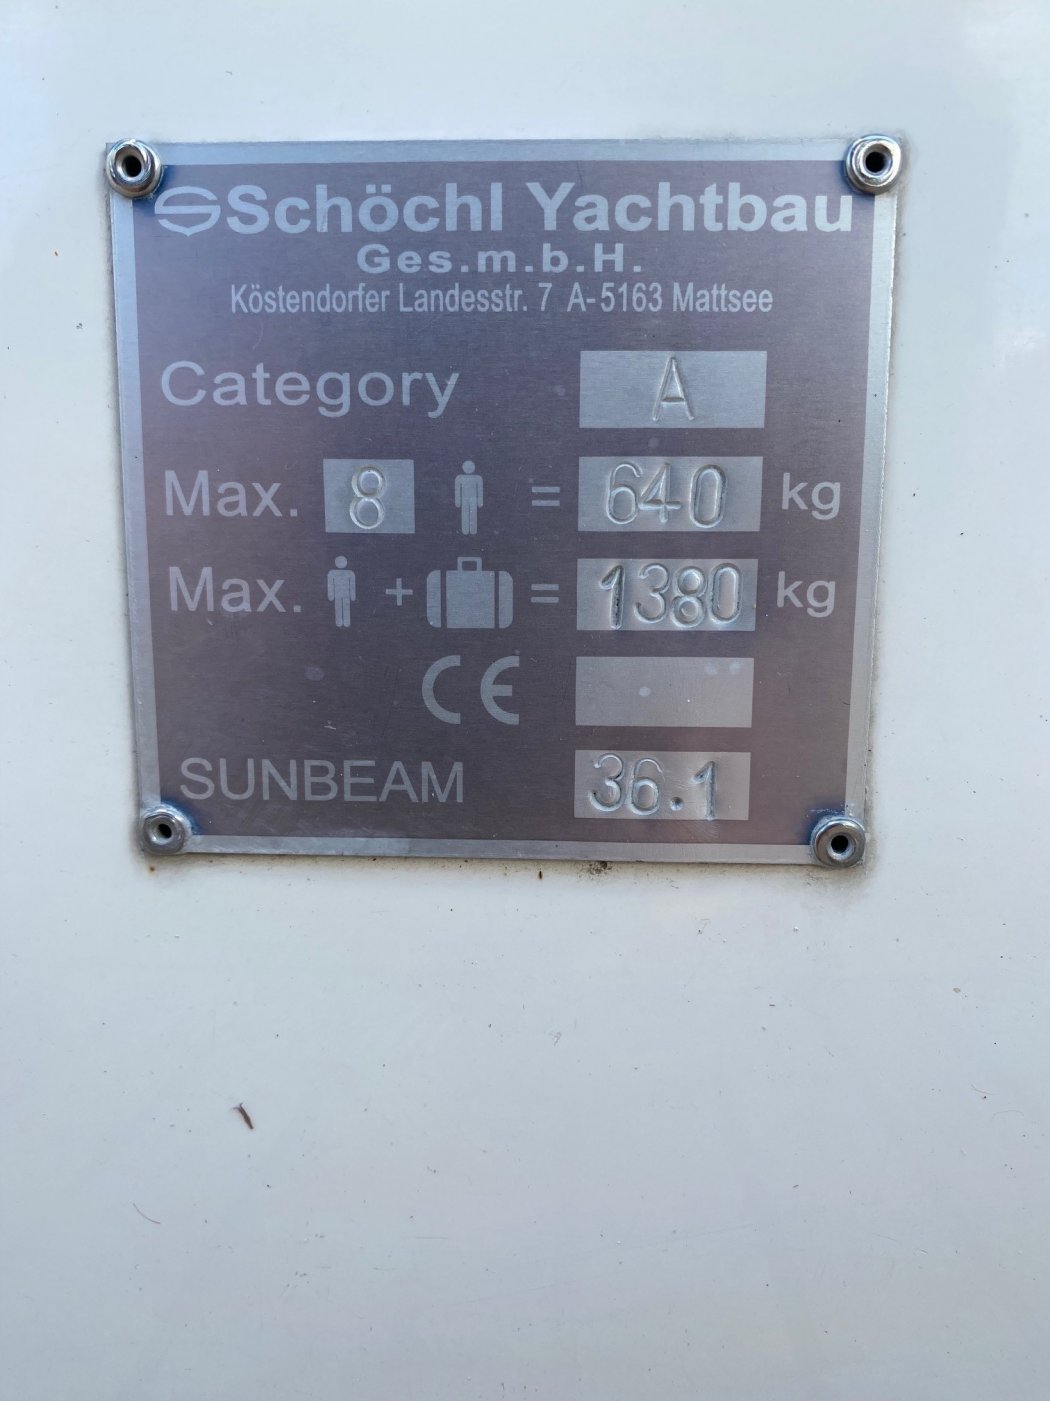 Schöchl Yachtbau
Ges.m.b.H.
Köstendorfer Landesstr. 7 A-5163 Mattsee
Category A
Max. 8 = 640 kg
Max. + = 1380 kg
CE
SUNBEAM 36.1